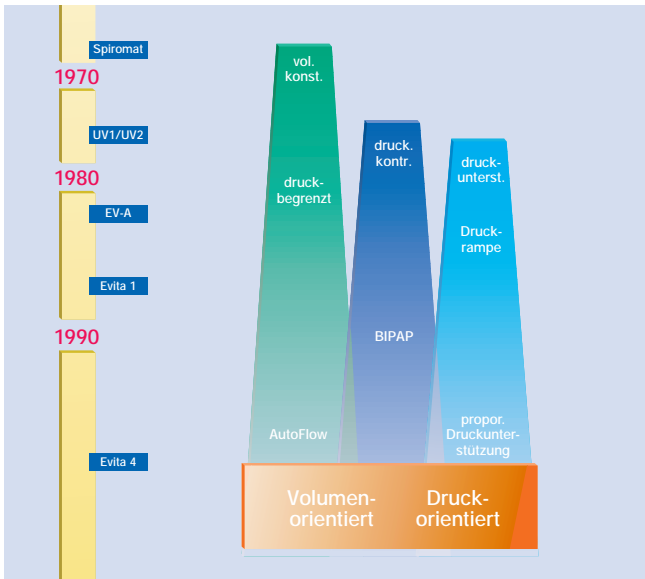 Spiromat
1970
UV1/UV2
1980
EV-A
Evita 1
1990
Evita 4
vol.
konst.
druck-
begrenzt
AutoFlow
druck.
kontr.
BIPAP
druck-
unterst.
Druck-
rampe
propor.
Druckunter-
stützung
Volumen-
orientiert
Druck-
orientiert